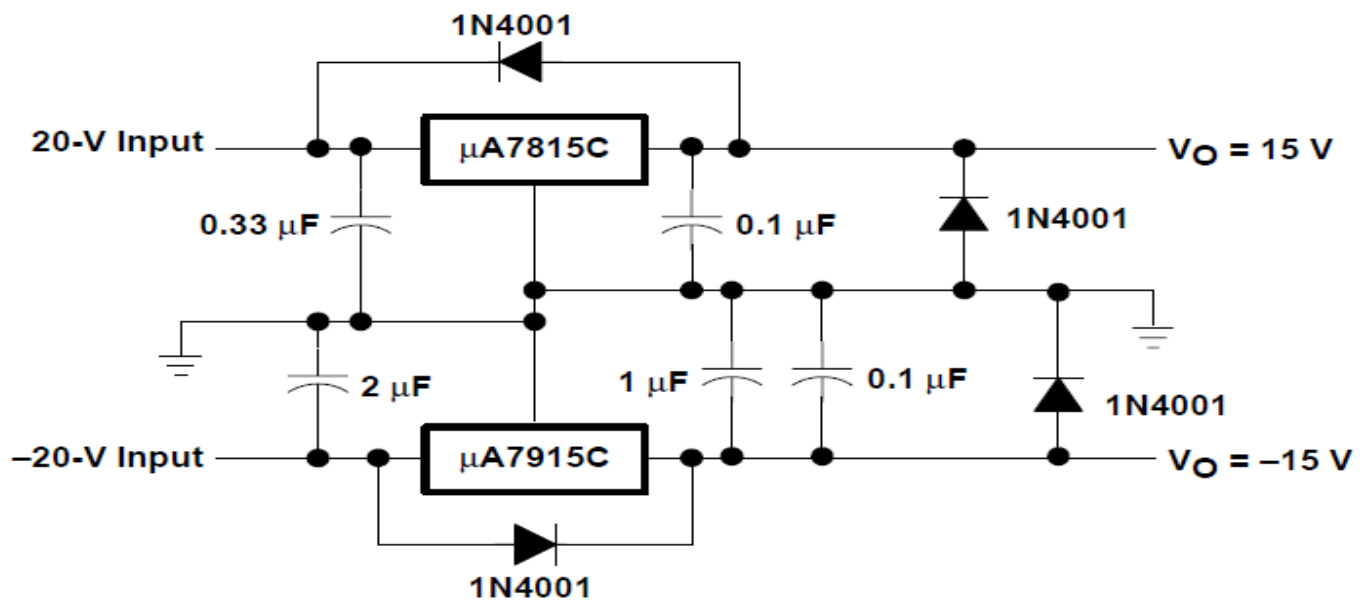 1N4001
20-V Input
μA7815C
VO = 15 V
0.33 μF
0.1 μF
1N4001
2 μF
1 μF
0.1 μF
1N4001
–20-V Input
μA7915C
VO = –15 V
1N4001